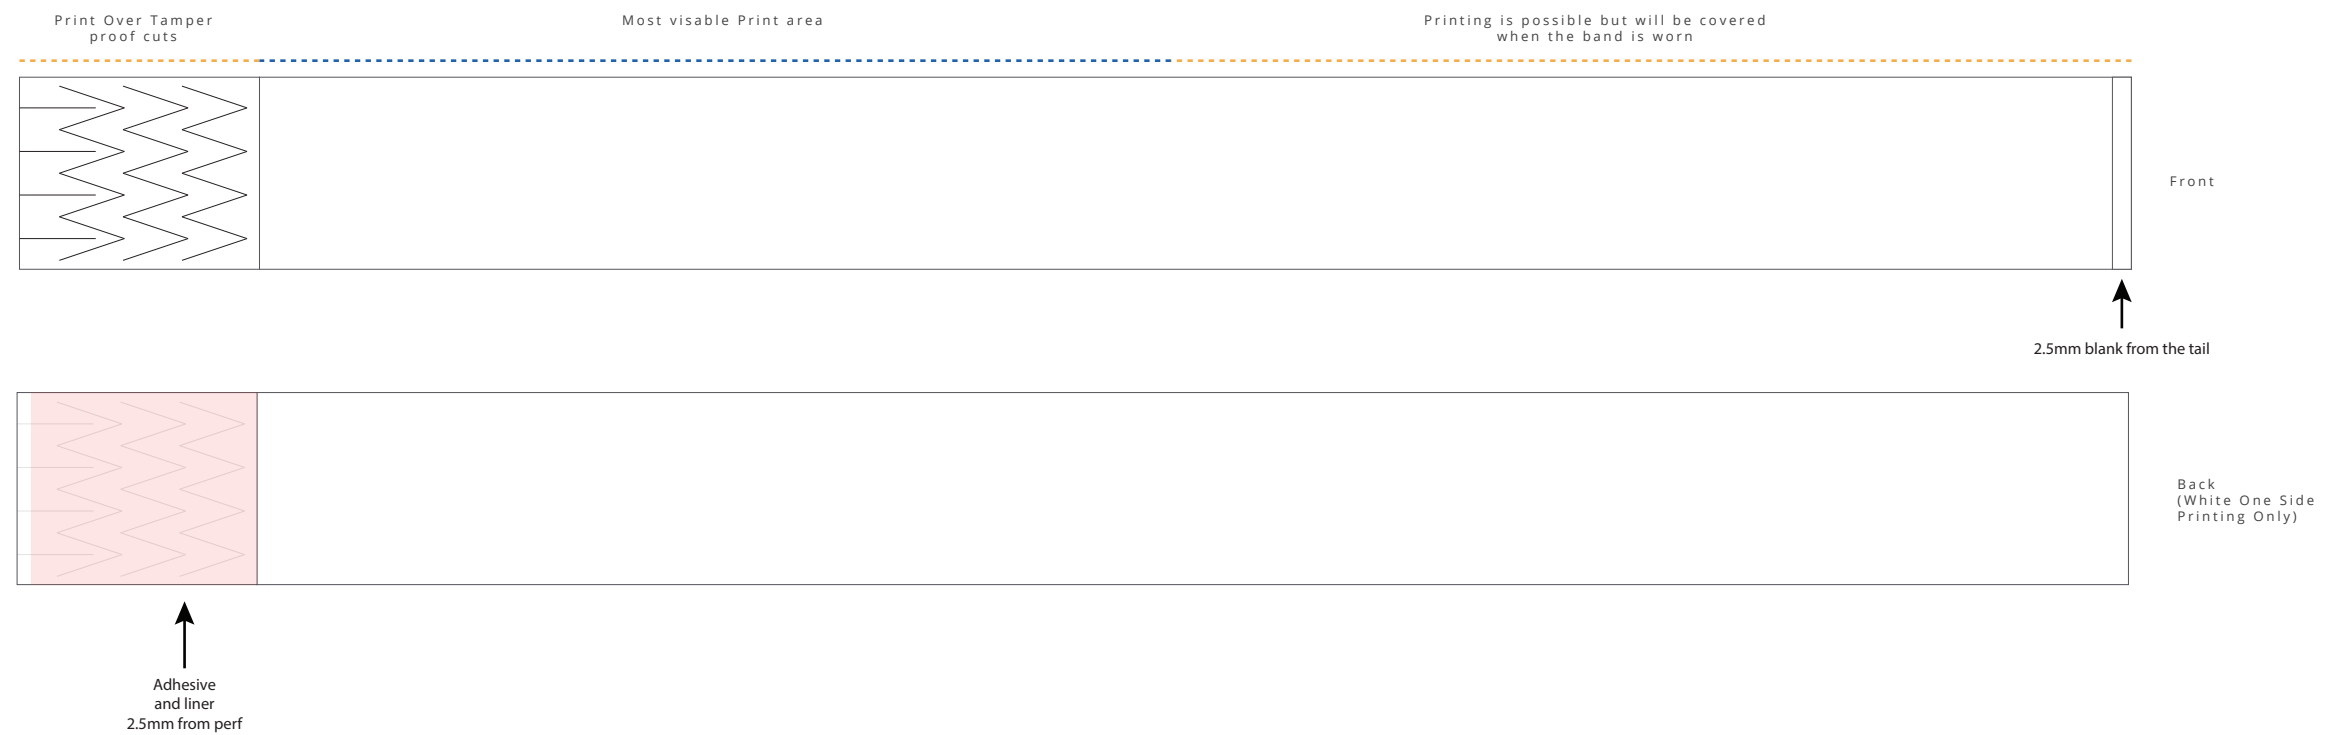 Print Over Tamper
proof cuts
Most visable Print area
Printing is possible but will be covered
when the band is worn
Front
2.5mm blank from the tail
Back
(White One Side
Printing Only)
Adhesive
and liner
2.5mm from perf